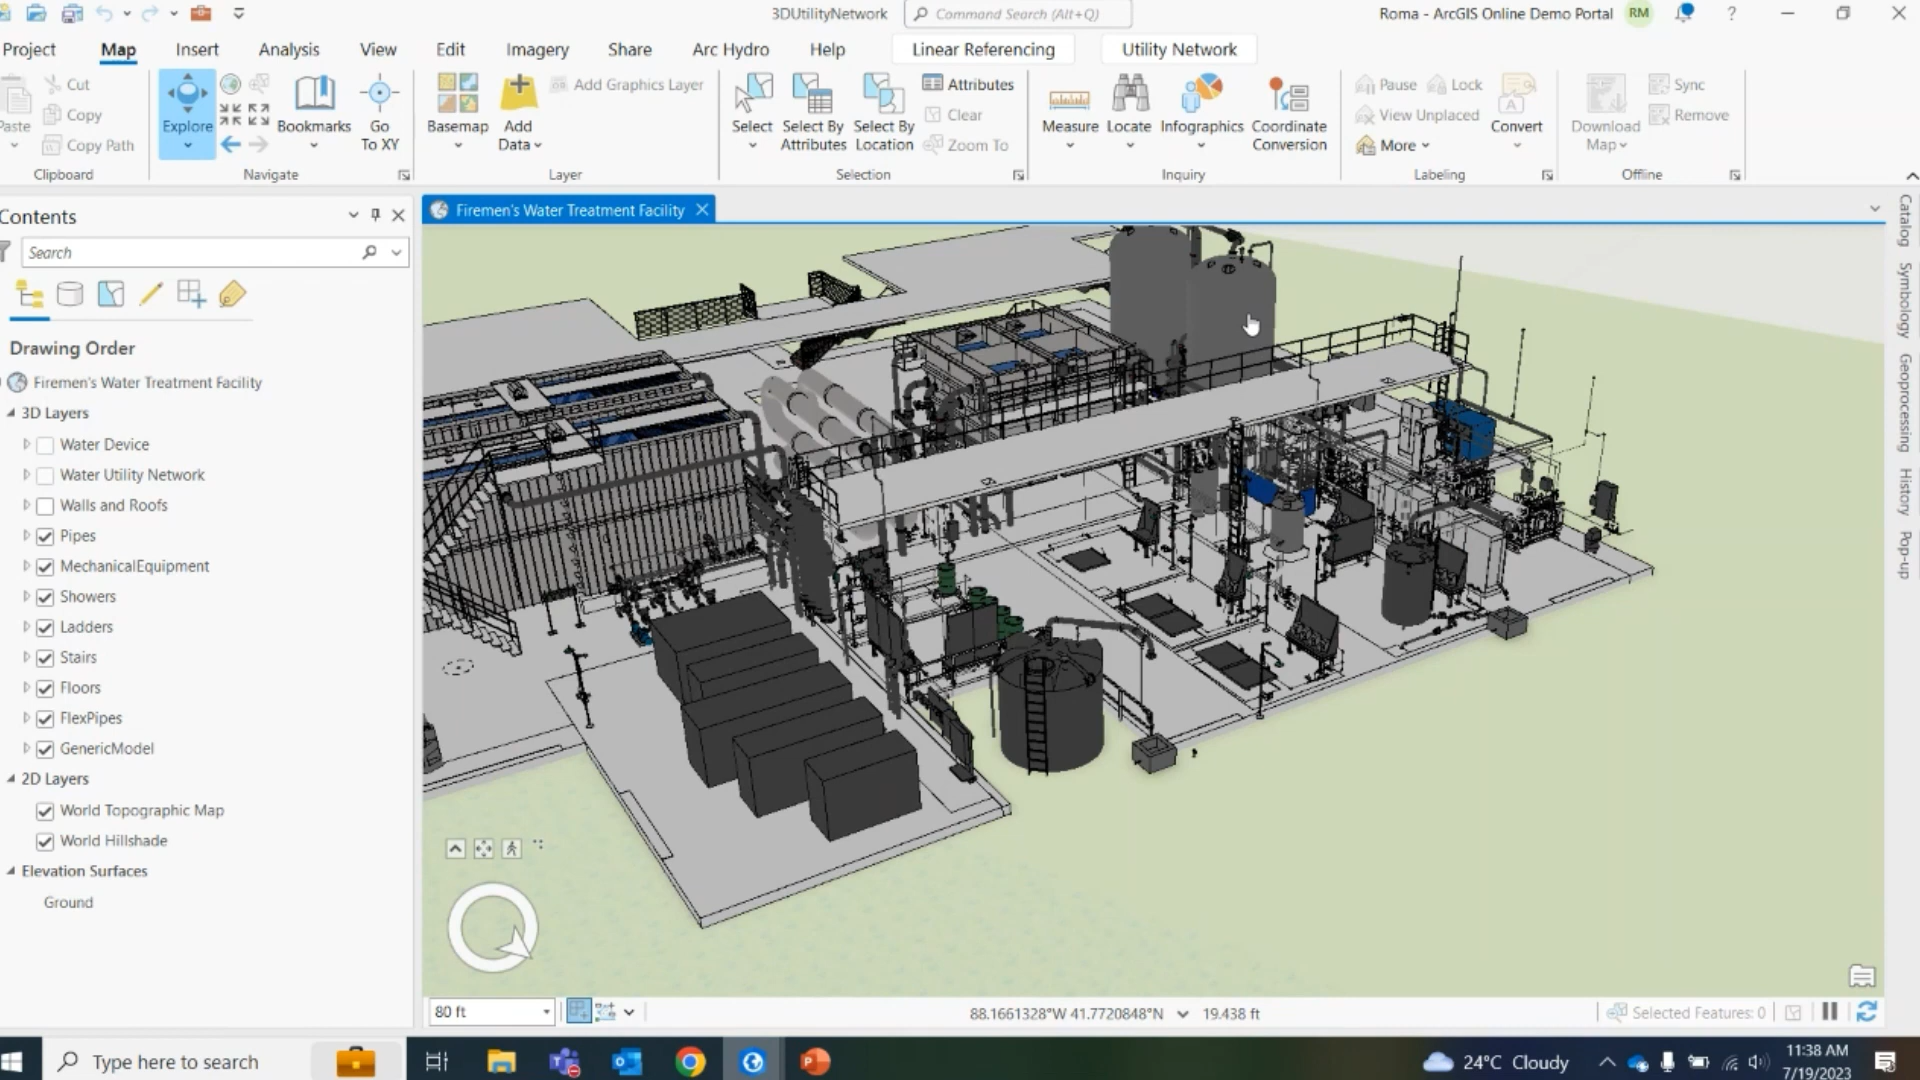 3DUtilityNetwork
Command Search (Alt+Q)
Roma - ArcGIS Online Demo Portal
RM
?
Project
Map
Insert
Analysis
View
Edit
Imagery
Share
Arc Hydro
Help
Linear Referencing
Utility Network
Paste
Cut
Copy
Copy Path
Clipboard
Explore
Bookmarks
Go
To XY
Navigate
Basemap
Add
Data
Add Graphics Layer
Layer
Select
Select By
Attributes
Select By
Location
Attributes
Clear
Zoom To
Selection
Measure
Locate
Infographics
Coordinate
Conversion
Inquiry
Pause
Lock
View Unplaced
More
Convert
Labeling
Download
Map
Sync
Remove
Offline
Contents
Search
Drawing Order
Firemen's Water Treatment Facility
3D Layers
Water Device
Water Utility Network
Walls and Roofs
Pipes
MechanicalEquipment
Showers
Ladders
Stairs
Floors
FlexPipes
GenericModel
2D Layers
World Topographic Map
World Hillshade
Elevation Surfaces
Ground
Firemen's Water Treatment Facility
Catalog
Symbology
Geoprocessing
History
Pop-up
80 ft
88.1661328°W 41.7720848°N
19.438 ft
Selected Features: 0
Type here to search
24°C Cloudy
11:38 AM
7/19/2023